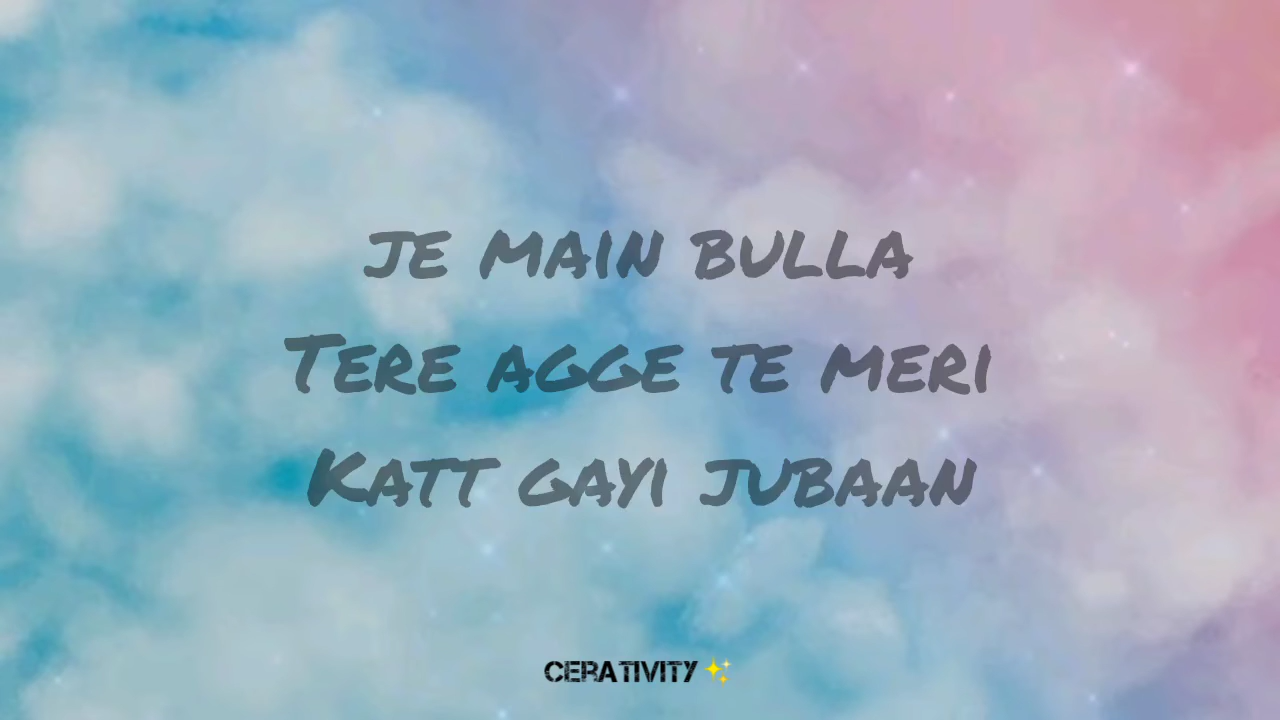 JE MAIN BULLA
TERE AGGE TE MERI
KATT GAYI JUBAAN
CERATIVITY ✨